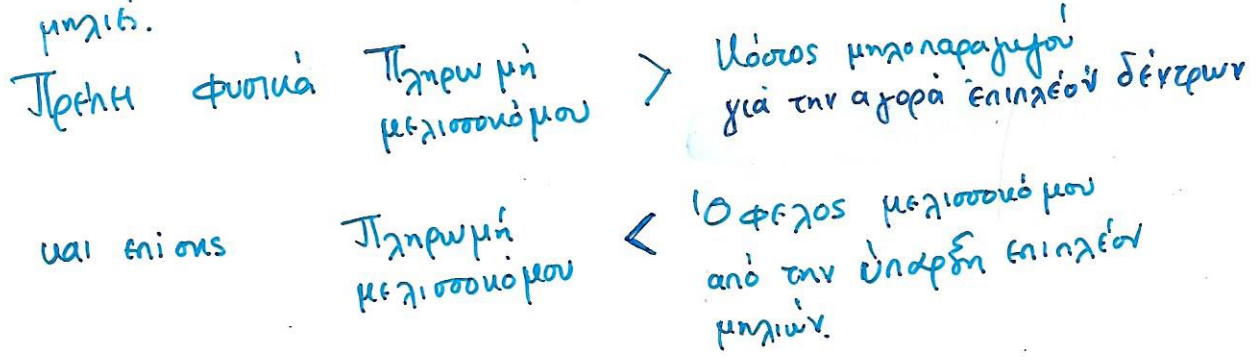 μηλιές.
Πρέπει φυσικά Πληρωμή μελισσοκόμου > Κόστος μηλοπαραγωγού για την αγορά επιπλέον δέντρων
και επίσης Πληρωμή μελισσοκόμου < Όφελος μελισσοκόμου από την ύπαρξη επιπλέον μηλιών.